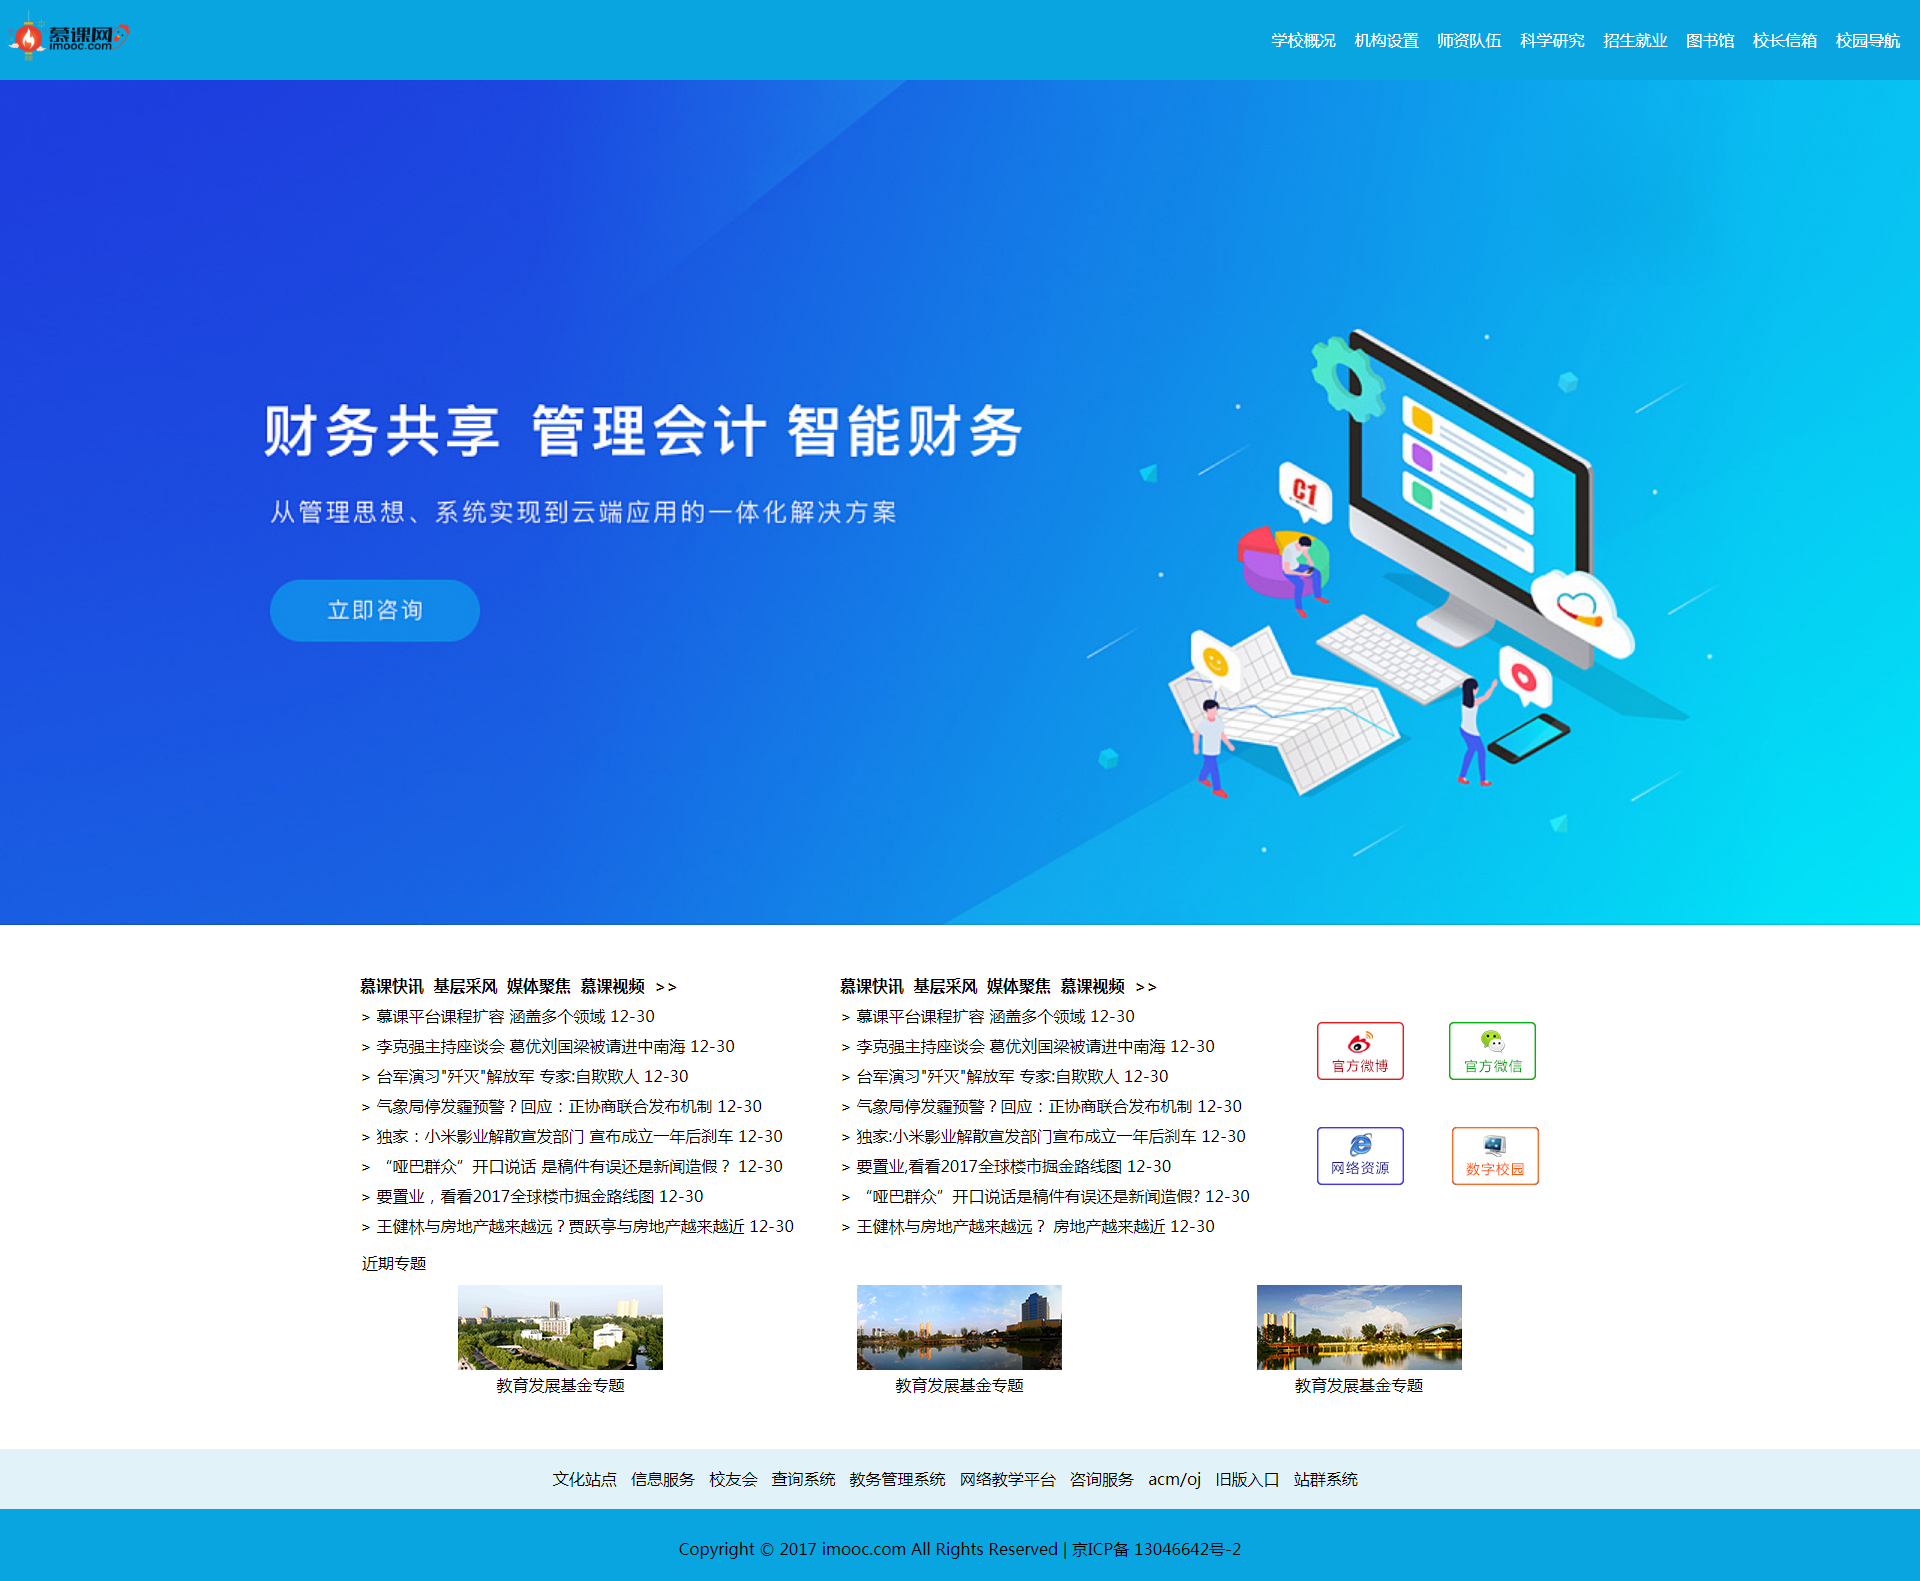 慕课网
imooc.com
学校概况 机构设置 师资队伍 科学研究 招生就业 图书馆 校长信箱 校园导航
财务共享 管理会计 智能财务
从管理思想、系统实现到云端应用的一体化解决方案
立即咨询
C1
慕课快讯 基层采风 媒体聚焦 慕课视频 >>
> 慕课平台课程扩容 涵盖多个领域 12-30
> 李克强主持座谈会 葛优刘国梁被请进中南海 12-30
> 台军演习"歼灭"解放军 专家:自欺欺人 12-30
> 气象局停发霾预警？回应：正协商联合发布机制 12-30
> 独家：小米影业解散宣发部门 宣布成立一年后刹车 12-30
> “哑巴群众”开口说话 是稿件有误还是新闻造假？ 12-30
> 要置业，看看2017全球楼市掘金路线图 12-30
> 王健林与房地产越来越远？贾跃亭与房地产越来越近 12-30
慕课快讯 基层采风 媒体聚焦 慕课视频 >>
> 慕课平台课程扩容 涵盖多个领域 12-30
> 李克强主持座谈会 葛优刘国梁被请进中南海 12-30
> 台军演习"歼灭"解放军 专家:自欺欺人 12-30
> 气象局停发霾预警？回应：正协商联合发布机制 12-30
> 独家:小米影业解散宣发部门宣布成立一年后刹车 12-30
> 要置业,看看2017全球楼市掘金路线图 12-30
> “哑巴群众”开口说话是稿件有误还是新闻造假? 12-30
> 王健林与房地产越来越远？ 房地产越来越近 12-30
官方微博
官方微信
网络资源
数字校园
近期专题
教育发展基金专题
教育发展基金专题
教育发展基金专题
文化站点 信息服务 校友会 查询系统 教务管理系统 网络教学平台 咨询服务 acm/oj 旧版入口 站群系统
Copyright © 2017 imooc.com All Rights Reserved | 京ICP备 13046642号-2